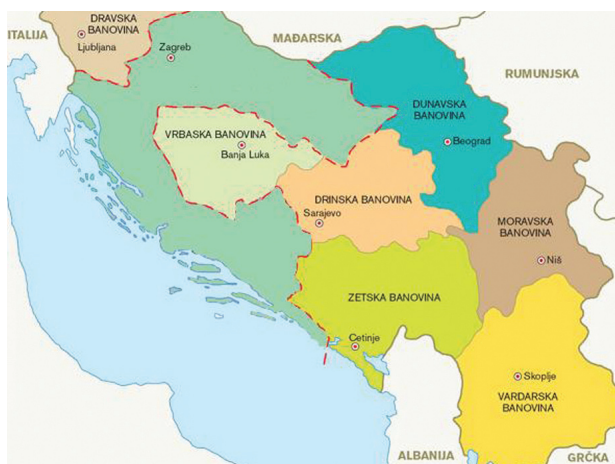 DRAVSKA
BANOVINA
ITALIJA
Ljubljana
Zagreb
MAĐARSKA
RUMUNJSKA
DUNAVSKA
BANOVINA
Beograd
VRBASKA BANOVINA
Banja Luka
DRINSKA BANOVINA
Sarajevo
MORAVSKA
BANOVINA
Niš
ZETSKA BANOVINA
Cetinje
Skoplje
VARDARSKA
BANOVINA
ALBANIJA
GRČKA